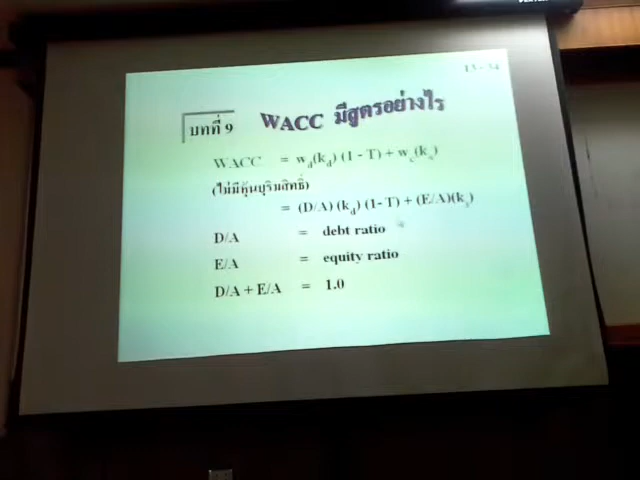 13 - 34
บทที่ 9 WACC มีสูตรอย่างไร
WACC = w_d(k_d) (1 - T) + w_c(k_s)
(ไม่มีหุ้นบุริมสิทธิ์)
= (D/A) (k_d) (1- T) + (E/A)(k_s)
D/A = debt ratio
E/A = equity ratio
D/A + E/A = 1.0